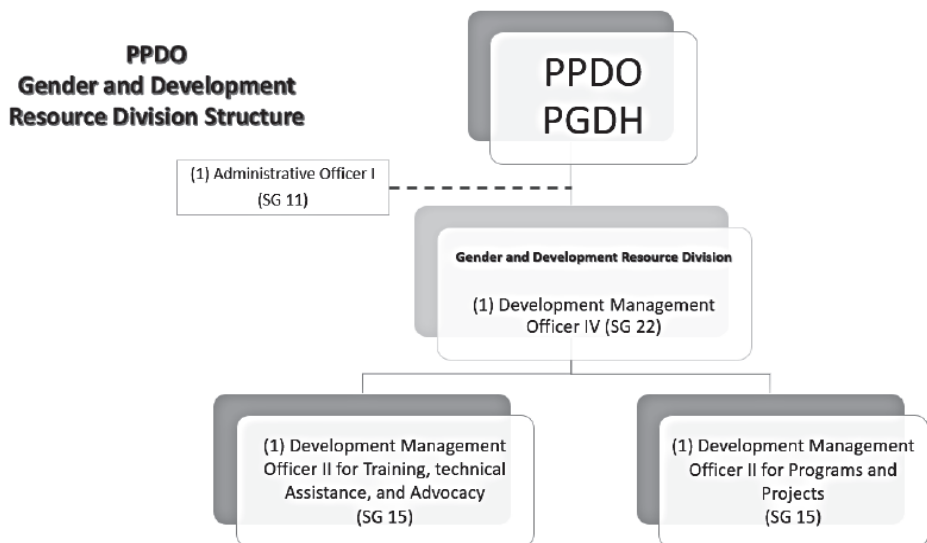 PPDO
Gender and Development
Resource Division Structure
PPDO
PGDH
(1) Administrative Officer I
(SG 11)
Gender and Development Resource Division
(1) Development Management
Officer IV (SG 22)
(1) Development Management
Officer II for Training, technical
Assistance, and Advocacy
(SG 15)
(1) Development Management
Officer II for Programs and
Projects
(SG 15)